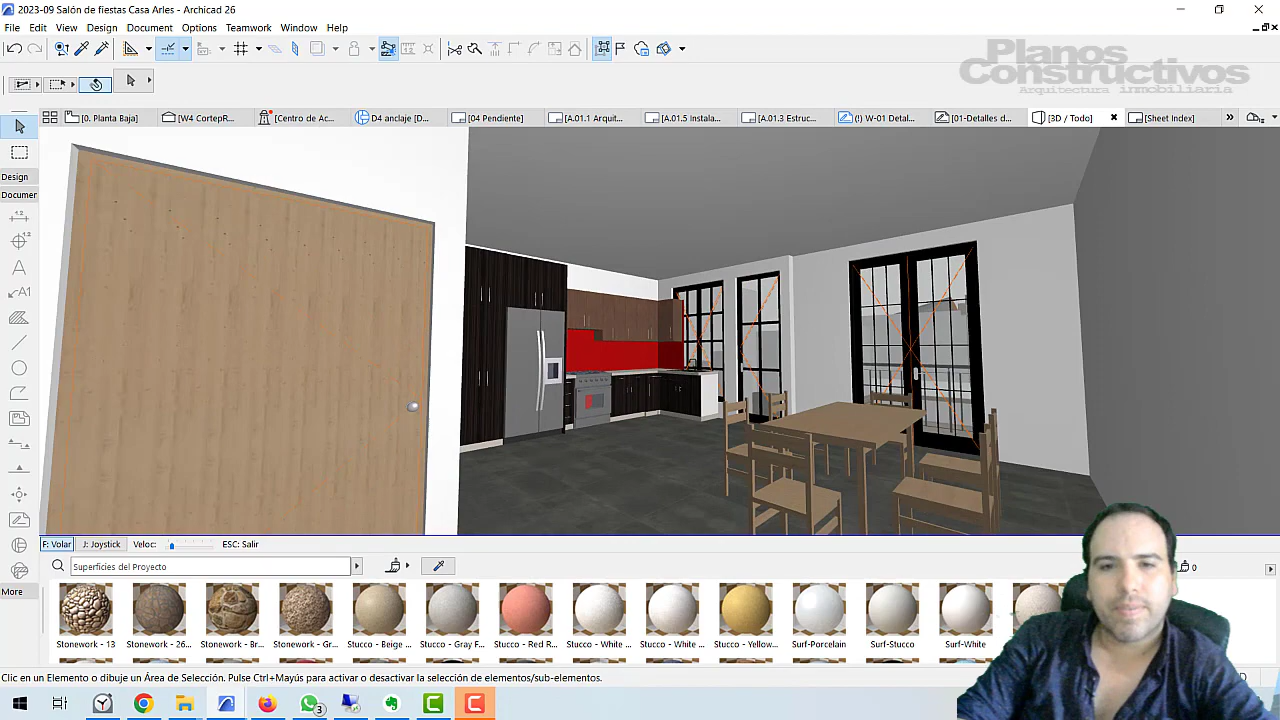 2023-09 Salón de fiestas Casa Arles - Archicad 26
File Edit View Design Document Options Teamwork Window Help
Planos
Constructivos
Arquitectura inmobiliaria
[0. Planta Baja] [W4 CortepR... [Centro de Ac... D4 anclaje [D... [04 Pendiente] [A.01.1 Arquit... [A.01.5 Instala... [A.01.3 Estruc... (!) W-01 Detal... [01-Detalles d... [3D / Todo] [Sheet Index]
Design
Documen
1.2
A
A1
More
F: Volar J: Joystick Veloc: ESC: Salir
Superficies del Proyecto
0
Stonework - 13 Stonework - 26... Stonework - Br... Stonework - Gr... Stucco - Beige ... Stucco - Gray F... Stucco - Red R... Stucco - White ... Stucco - White ... Stucco - Yellow... Surf-Porcelain Surf-Stucco Surf-White
Clic en un Elemento o dibuje un Área de Selección. Pulse Ctrl+Mayús para activar o desactivar la selección de elementos/sub-elementos.
3